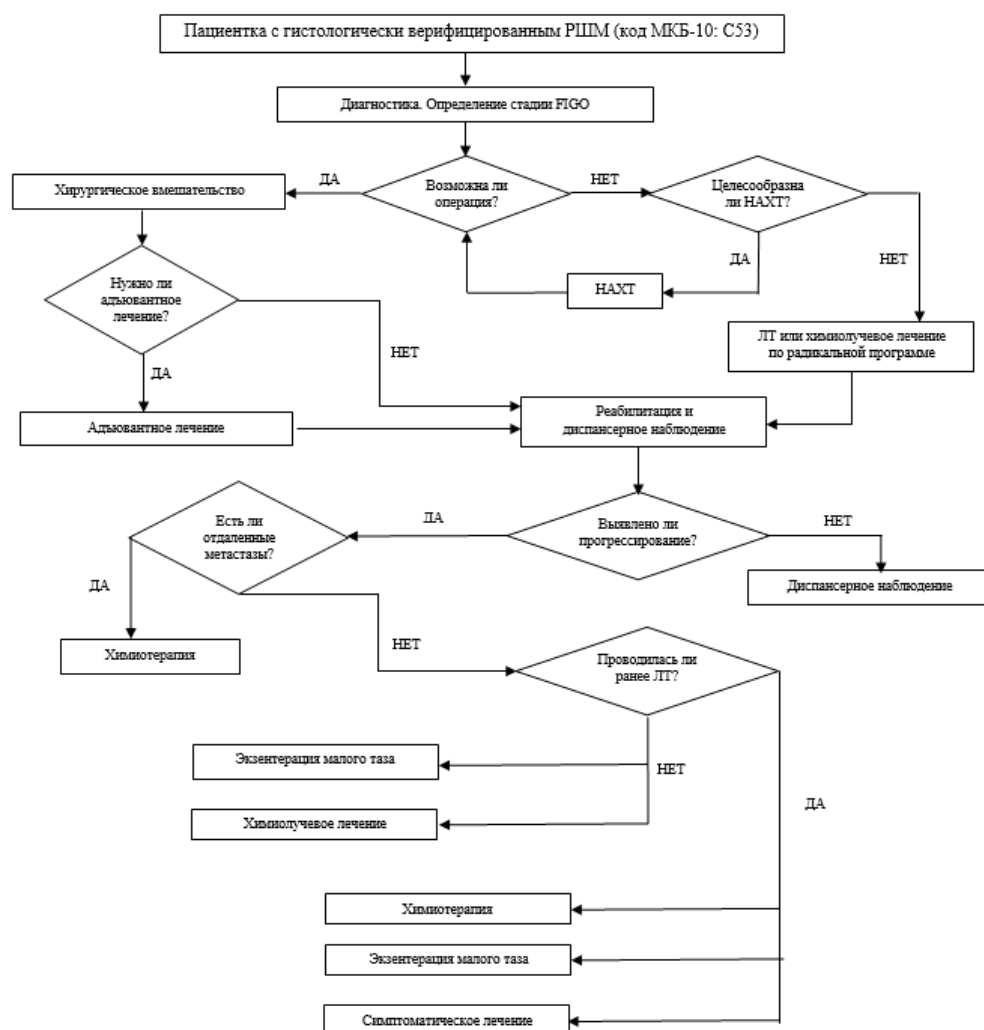 Пациентка с гистологически верифицированным РШМ (код МКБ-10: С53)
Диагностика. Определение стадии FIGO
Хирургическое вмешательство
ДА
Возможна ли
операция?
НЕТ
Целесообразна
ли НАХТ?
ДА
НЕТ
НАХТ
Нужно ли
адъювантное
лечение?
НЕТ
ДА
ЛТ или химиолучевое лечение
по радикальной программе
Адъювантное лечение
Реабилитация и
диспансерное наблюдение
Есть ли
отдаленные
метастазы?
ДА
Выявлено ли
прогрессирование?
НЕТ
ДА
Диспансерное наблюдение
Химиотерапия
НЕТ
Проводилась ли
ранее ЛТ?
Экзентерация малого таза
НЕТ
ДА
Химиолучевое лечение
Химиотерапия
Экзентерация малого таза
Симптоматическое лечение